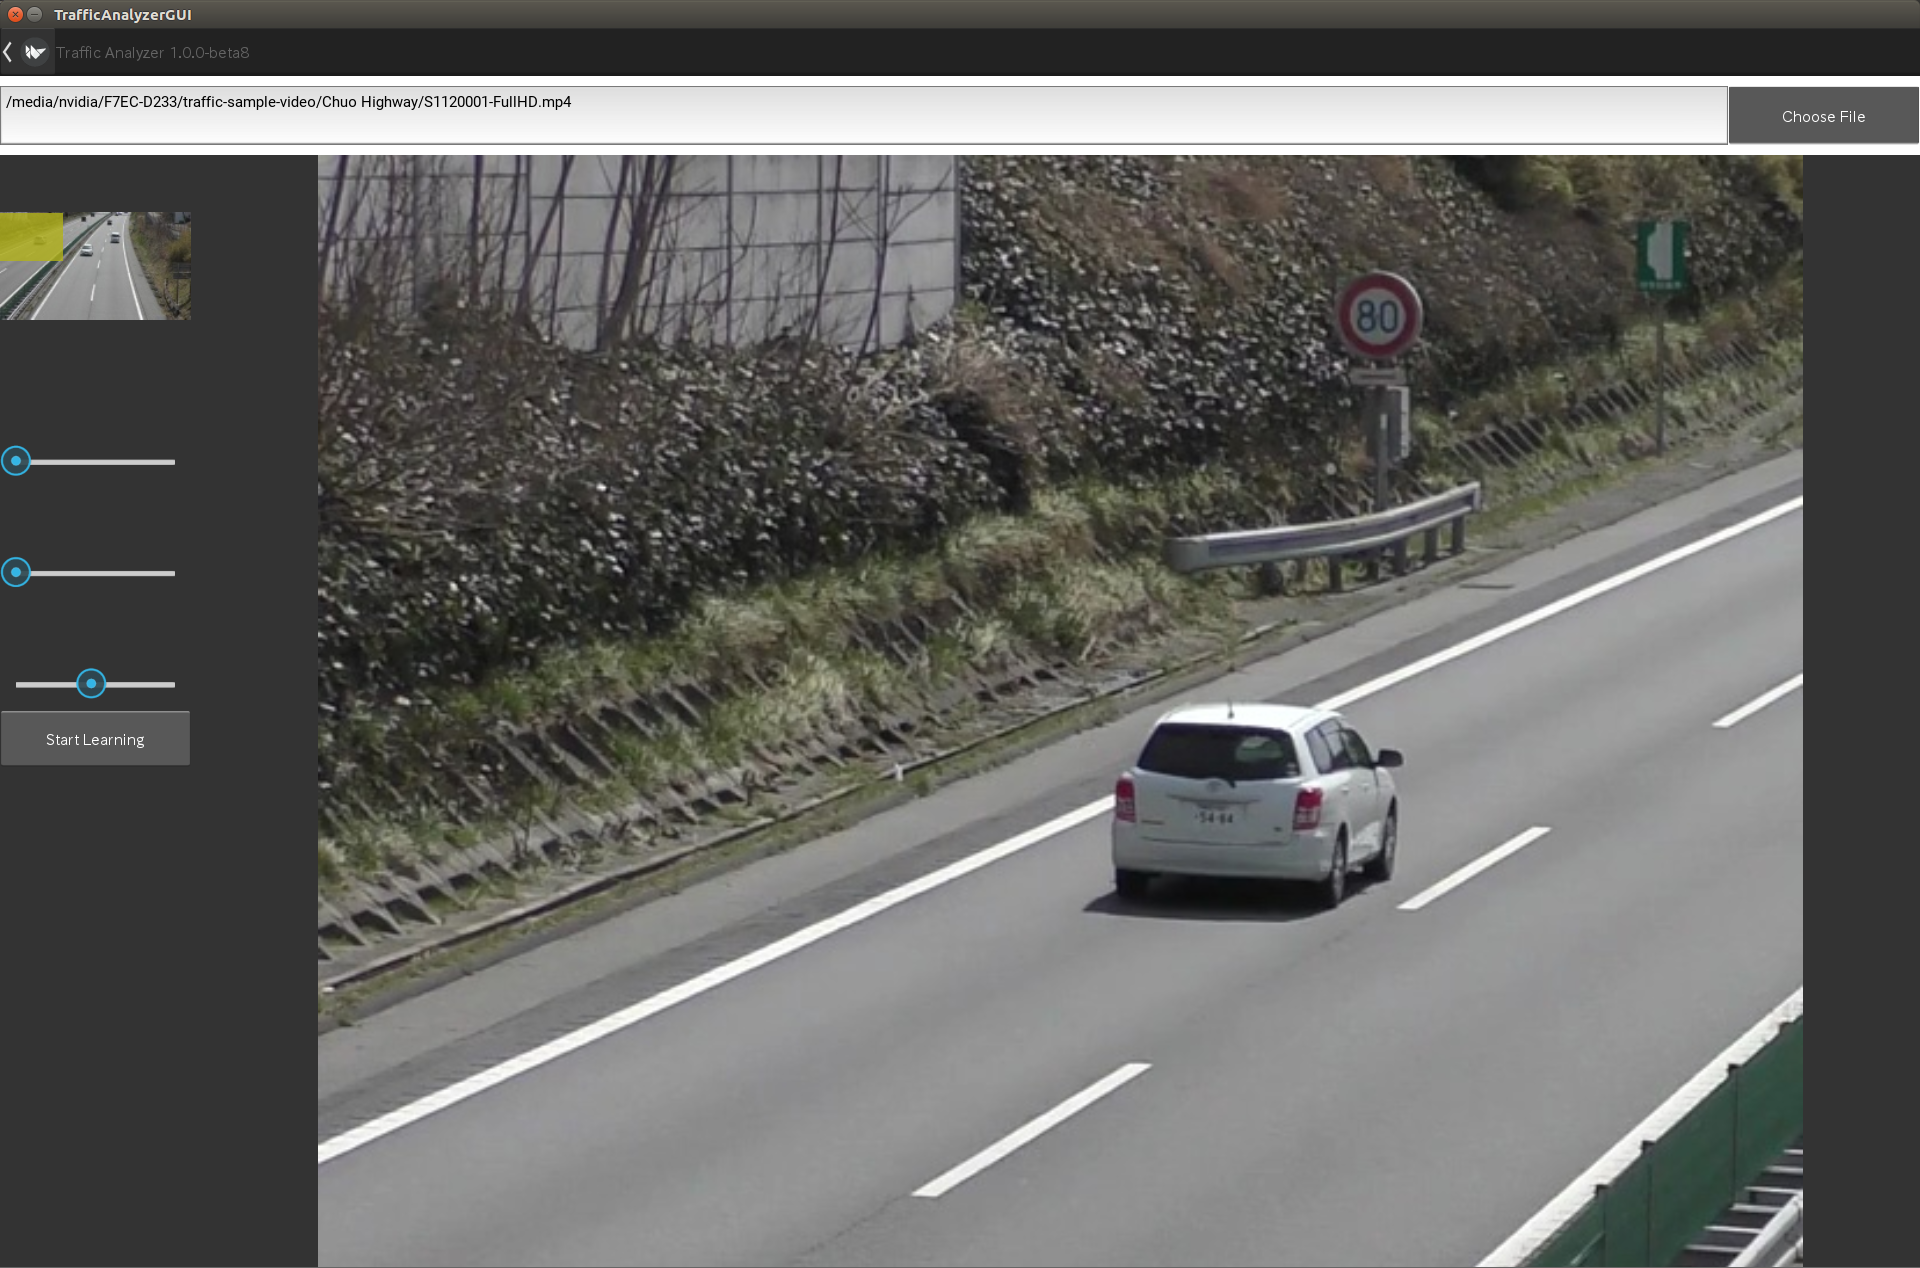 TrafficAnalyzerGUI
Traffic Analyzer 1.0.0-beta8
/media/nvidia/F7EC-D233/traffic-sample-video/Chuo Highway/S1120001-FullHD.mp4
Choose File
80
Start Learning